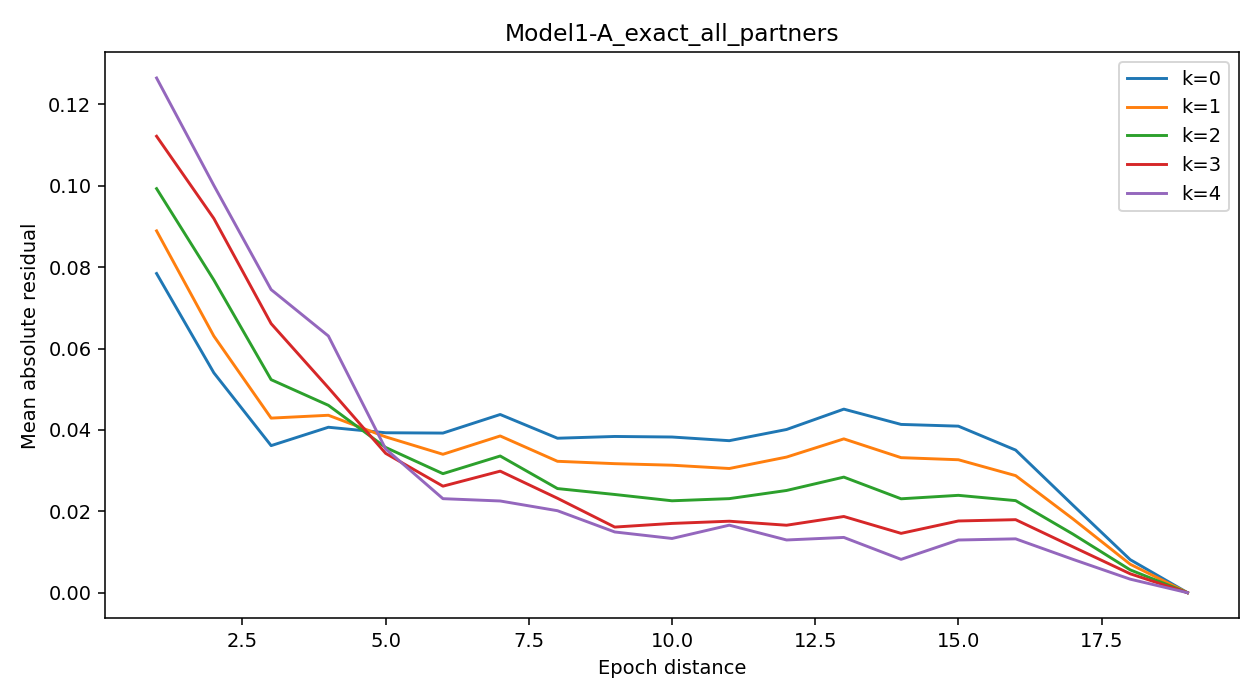 Model1-A_exact_all_partners
k=0
k=1
k=2
k=3
k=4
Mean absolute residual
0.12
0.10
0.08
0.06
0.04
0.02
0.00
2.5
5.0
7.5
10.0
12.5
15.0
17.5
Epoch distance